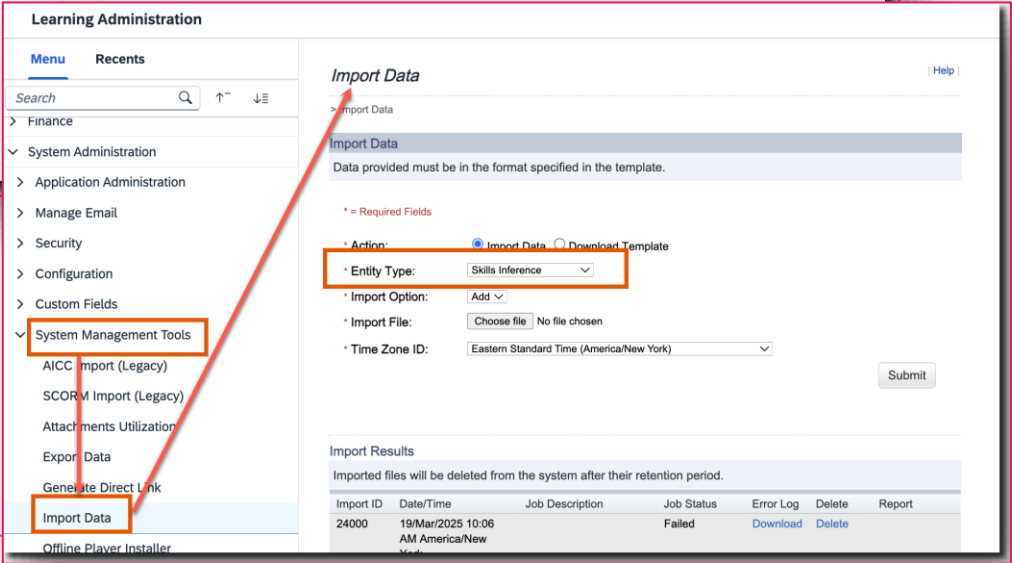 Learning Administration
Menu Recents
Search
Finance
System Administration
Application Administration
Manage Email
Security
Configuration
Custom Fields
System Management Tools
AICC Import (Legacy)
SCORM Import (Legacy)
Attachments Utilization
Export Data
Generate Direct Link
Import Data
Offline Player Installer
Import Data
| Help |
> Import Data
Import Data
Data provided must be in the format specified in the template.
* = Required Fields
* Action: Import Data Download Template
* Entity Type: Skills Inference
* Import Option: Add
* Import File: Choose file No file chosen
* Time Zone ID: Eastern Standard Time (America/New York)
Submit
Import Results
Imported files will be deleted from the system after their retention period.
Import ID Date/Time Job Description Job Status Error Log Delete Report
24000 19/Mar/2025 10:06 Failed Download Delete
AM America/New
York